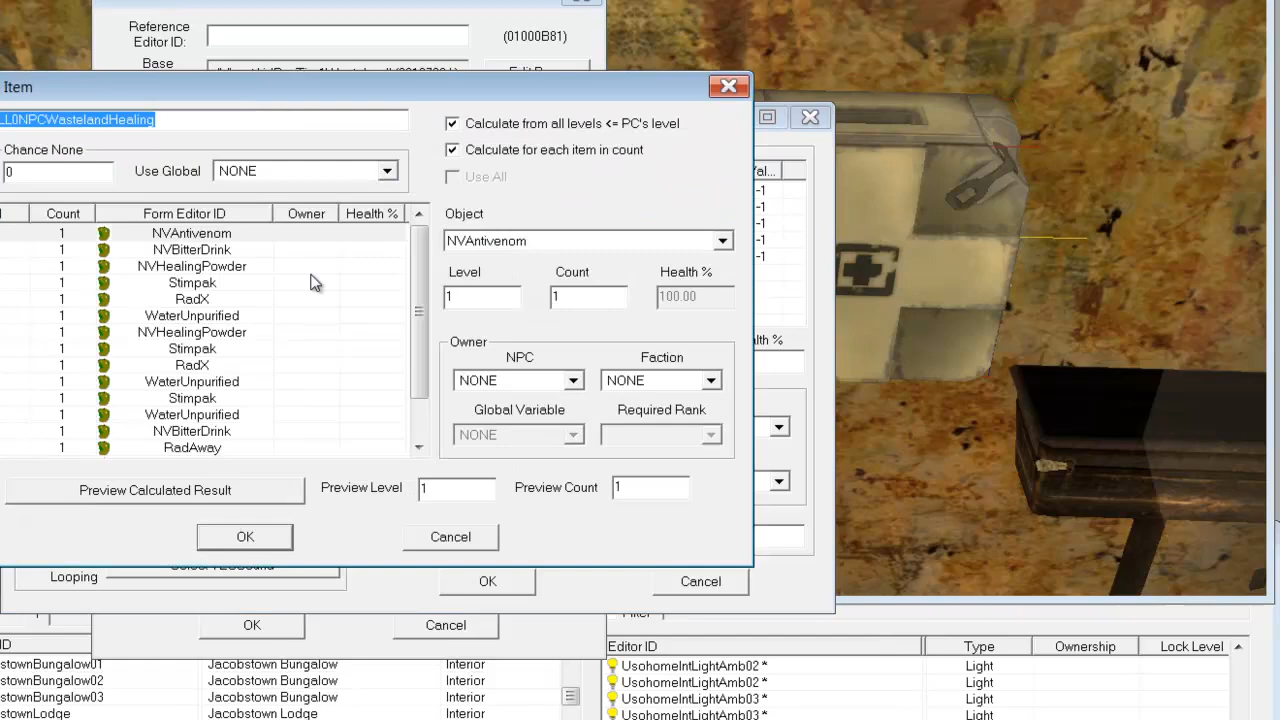 Reference
Editor ID:
(01000B81)
Base
Item
LL0NPCWastelandHealing
Calculate from all levels <= PC's level
Chance None
Calculate for each item in count
0
Use Global
NONE
Use All
Count
Form Editor ID
Owner
Health %
Object
1 NVAntivenom
1 NVBitterDrink
1 NVHealingPowder
1 Stimpak
1 RadX
1 WaterUnpurified
1 NVHealingPowder
1 Stimpak
1 RadX
1 WaterUnpurified
1 Stimpak
1 WaterUnpurified
1 NVBitterDrink
1 RadAway
NVAntivenom
Level
Count
Health %
1
1
100.00
Owner
NPC
Faction
NONE
NONE
Global Variable
Required Rank
NONE
Preview Calculated Result
Preview Level
1
Preview Count
1
OK
Cancel
-1
-1
-1
-1
-1
Looping
OK
Cancel
OK
Cancel
stownBungalow01 Jacobstown Bungalow Interior
stownBungalow02 Jacobstown Bungalow Interior
stownBungalow03 Jacobstown Bungalow Interior
stownLodge Jacobstown Lodge Interior
Editor ID
Type
Ownership
Lock Level
UsohomeIntLightAmb02 * Light
UsohomeIntLightAmb02 * Light
UsohomeIntLightAmb03 * Light
UsohomeIntLightAmb03 * Light